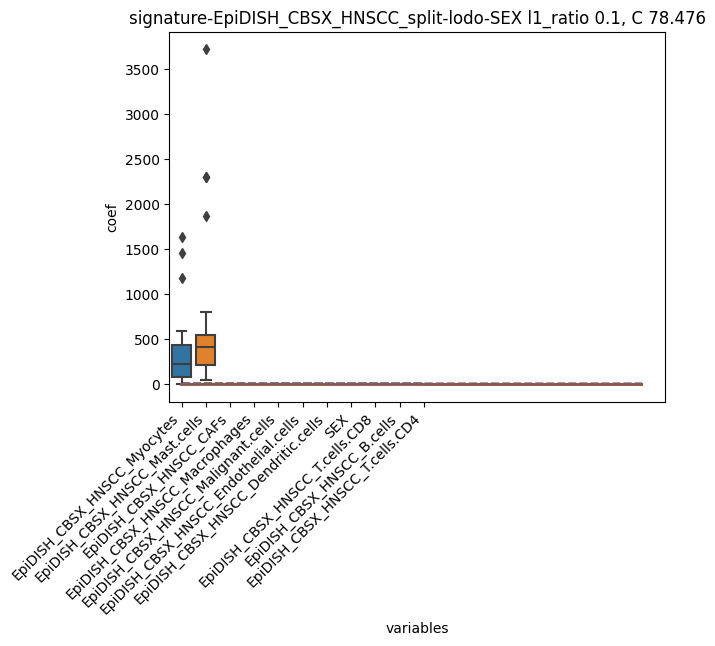 signature-EpiDISH_CBSX_HNSCC_split-lodo-SEX l1_ratio 0.1, C 78.476
3500
3000
2500
2000
1500
1000
500
0
coef
EpiDISH_CBSX_HNSCC_Myocytes
EpiDISH_CBSX_HNSCC_Mast.cells
EpiDISH_CBSX_HNSCC_CAFs
EpiDISH_CBSX_HNSCC_Macrophages
EpiDISH_CBSX_HNSCC_Malignant.cells
EpiDISH_CBSX_HNSCC_Endothelial.cells
EpiDISH_CBSX_HNSCC_Dendritic.cells
SEX
EpiDISH_CBSX_HNSCC_T.cells.CD8
EpiDISH_CBSX_HNSCC_B.cells
EpiDISH_CBSX_HNSCC_T.cells.CD4
variables